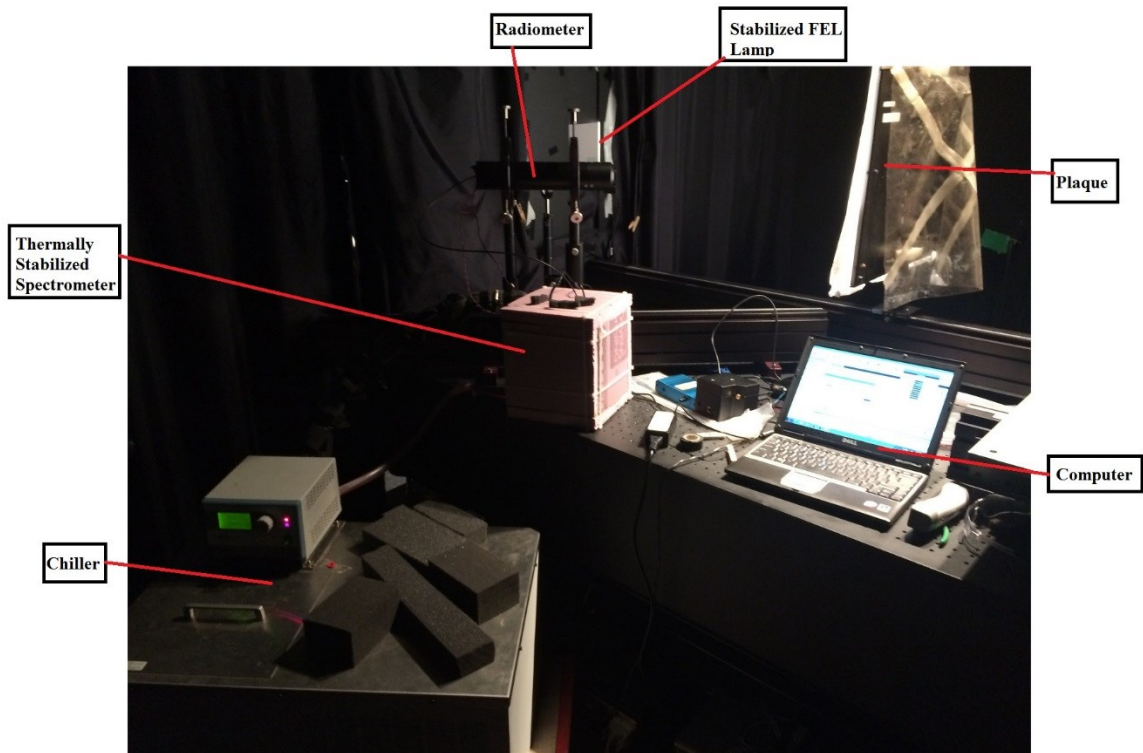 Radiometer
Stabilized FEL
Lamp
Plaque
Thermally
Stabilized
Spectrometer
Computer
Chiller
DELL